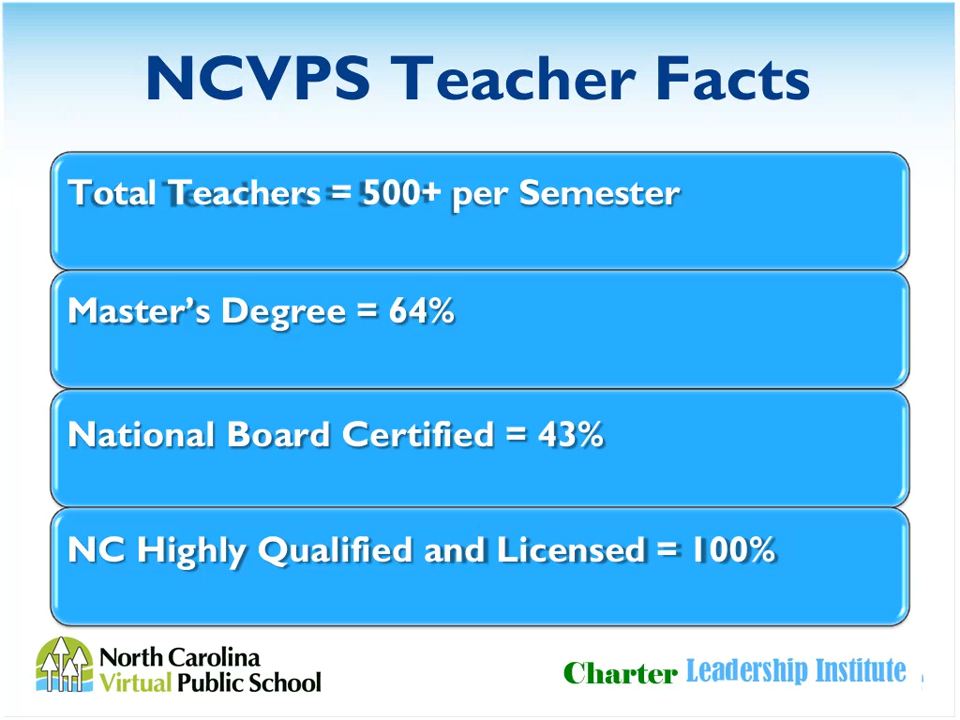 NCVPS Teacher Facts
Total Teachers = 500+ per Semester
Master’s Degree = 64%
National Board Certified = 43%
NC Highly Qualified and Licensed = 100%
North Carolina
Virtual Public School
Charter Leadership Institute